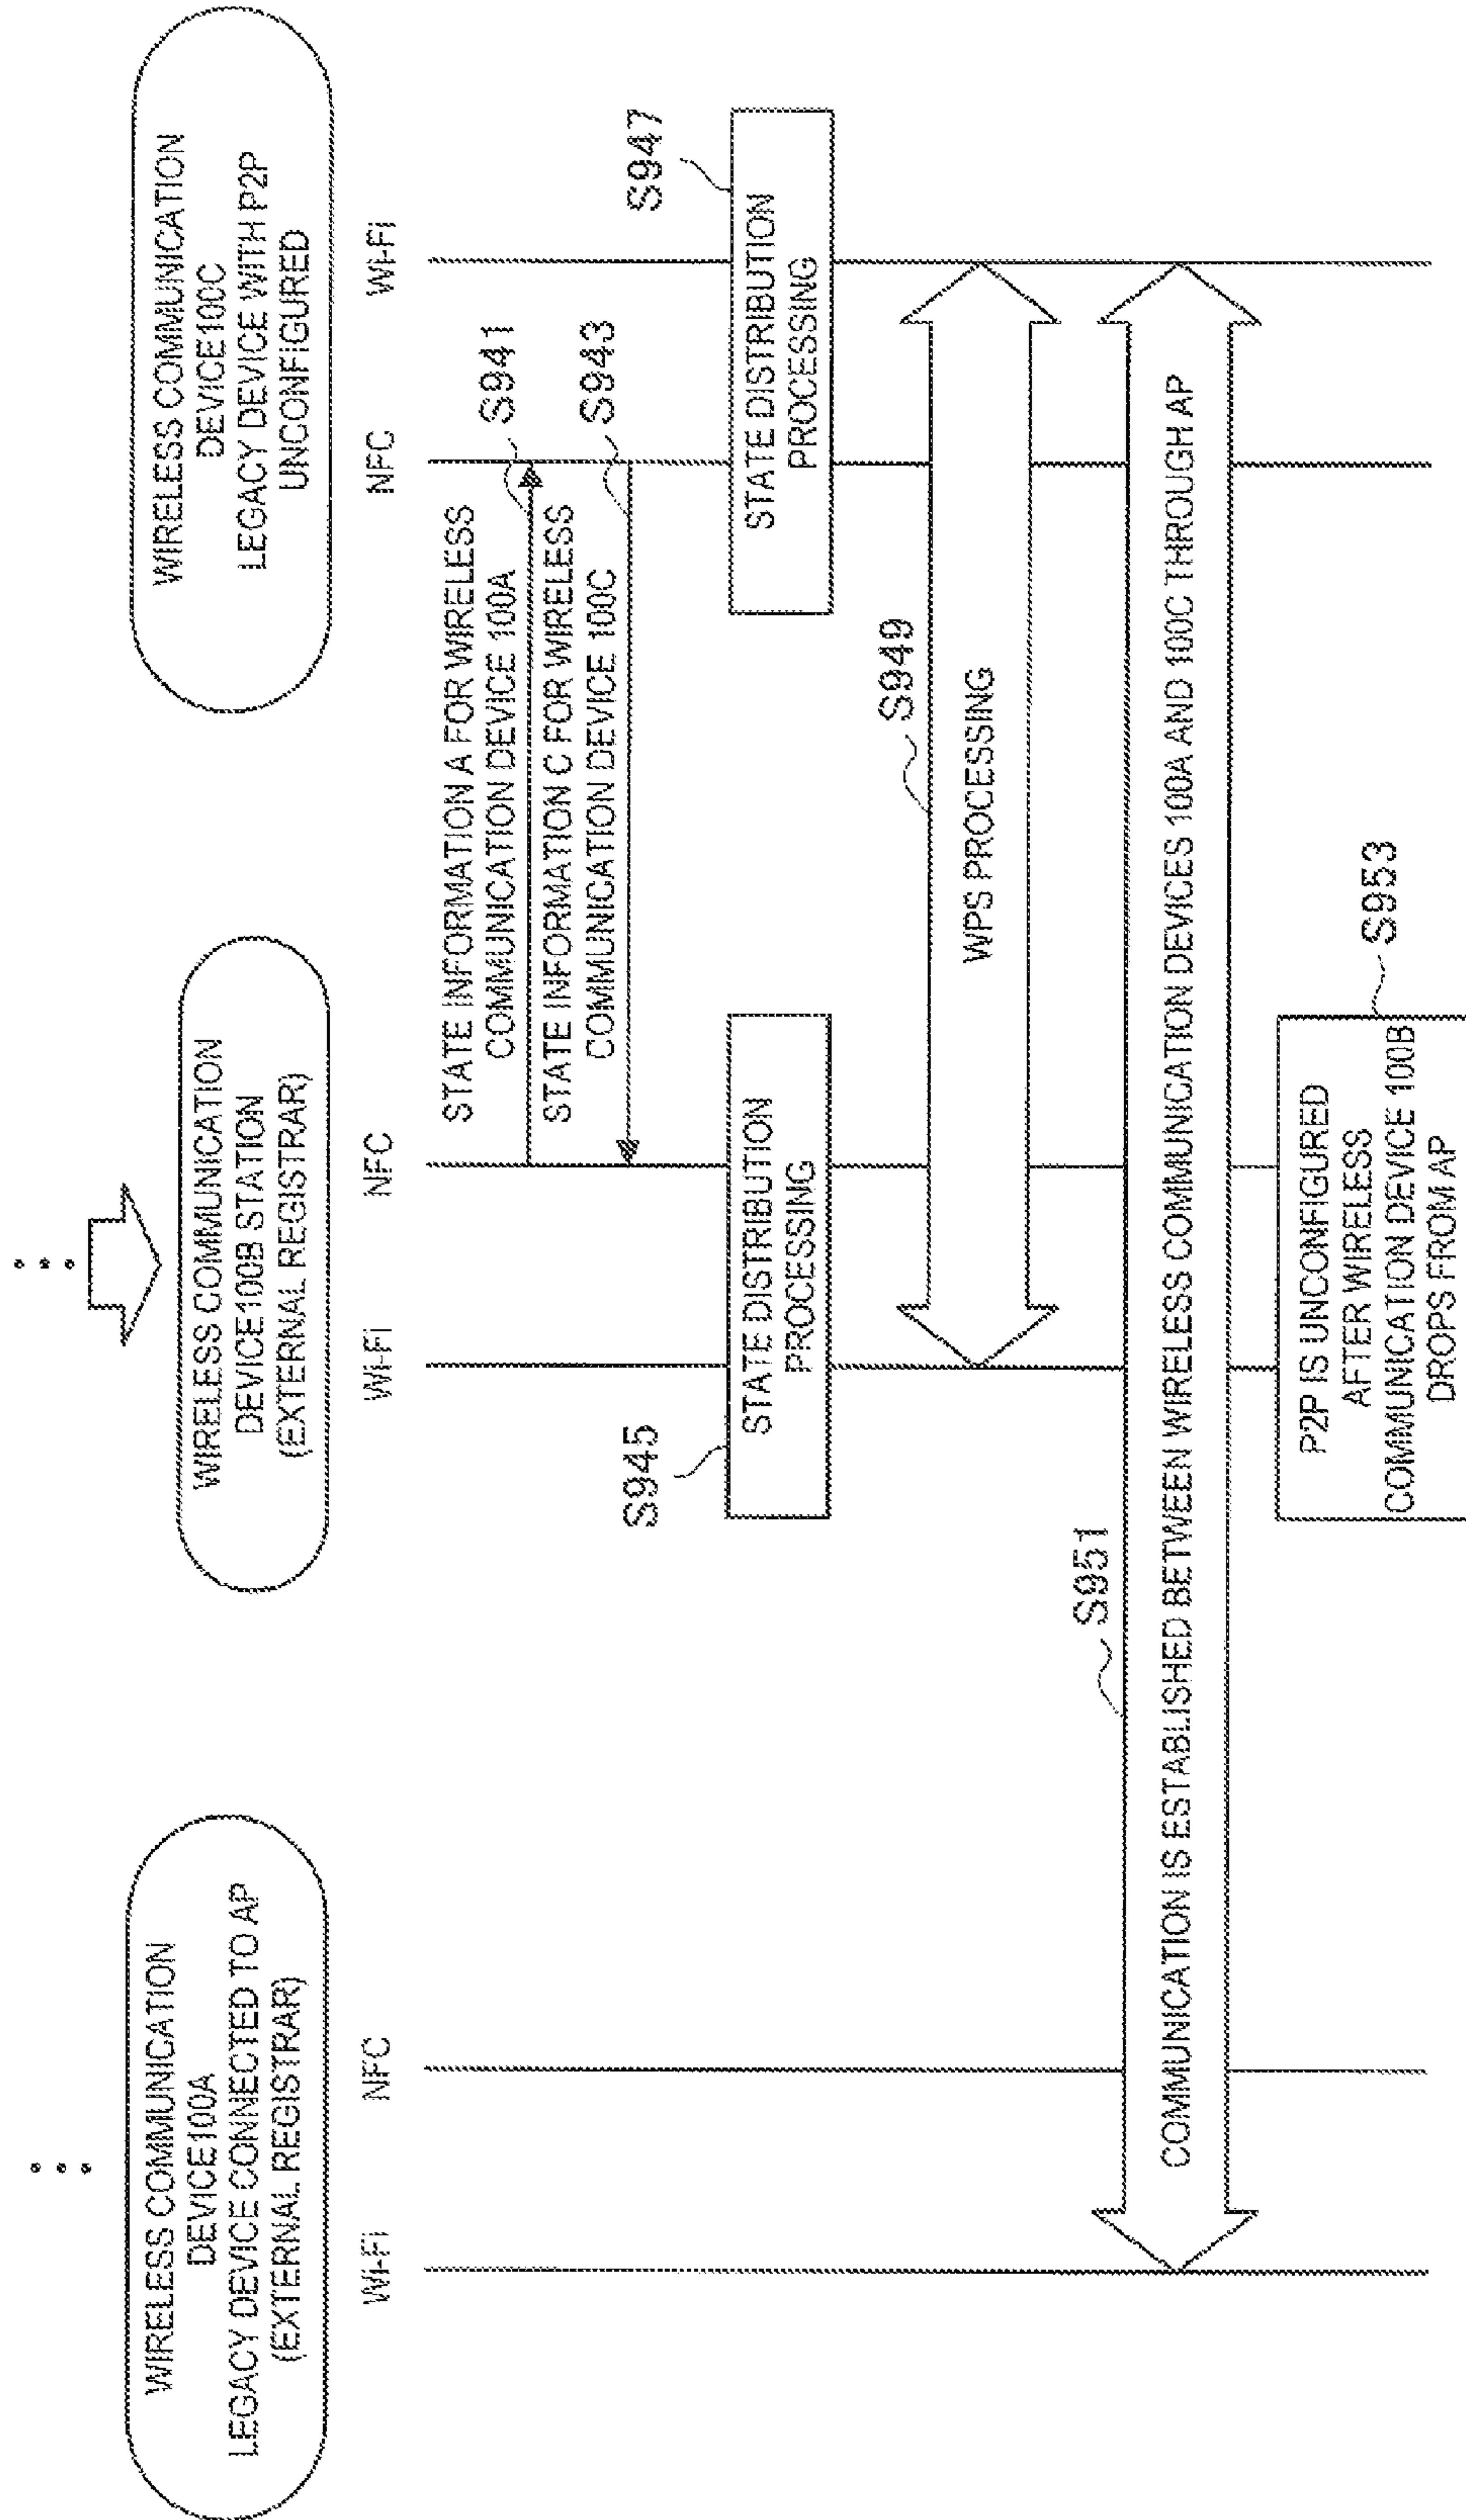 WIRELESS COMMUNICATION
DEVICE100A
LEGACY DEVICE CONNECTED TO AP
(EXTERNAL REGISTRAR)
WIRELESS COMMUNICATION
DEVICE100B STATION
(EXTERNAL REGISTRAR)
WIRELESS COMMUNICATION
DEVICE100C
LEGACY DEVICE WITH P2P
UNCONFIGURED
Wi-Fi
NFC
Wi-Fi
NFC
Wi-Fi
NFC
STATE INFORMATION A FOR WIRELESS
COMMUNICATION DEVICE 100A
S941
STATE INFORMATION C FOR WIRELESS
COMMUNICATION DEVICE 100C
S943
S945
STATE DISTRIBUTION
PROCESSING
S947
STATE DISTRIBUTION
PROCESSING
S949
WPS PROCESSING
S951
COMMUNICATION IS ESTABLISHED BETWEEN WIRELESS COMMUNICATION DEVICES 100A AND 100C THROUGH AP
S953
P2P IS UNCONFIGURED
AFTER WIRELESS
COMMUNICATION DEVICE 100B
DROPS FROM AP